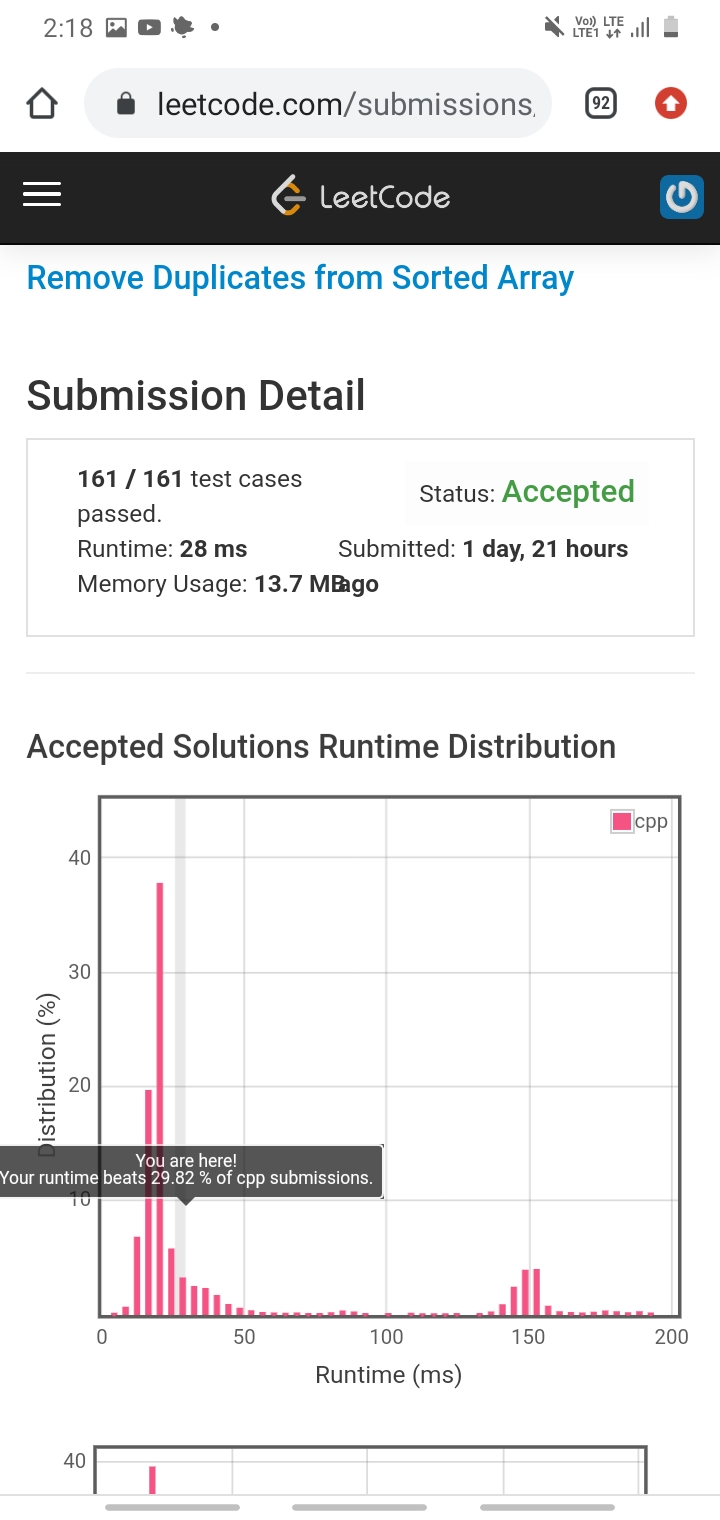 2:18
Vo)) LTE
LTE1
leetcode.com/submissions
92
LeetCode
Remove Duplicates from Sorted Array
Submission Detail
161 / 161 test cases passed.
Status: Accepted
Runtime: 28 ms
Submitted: 1 day, 21 hours ago
Memory Usage: 13.7 MB
Accepted Solutions Runtime Distribution
cpp
40
30
20
10
Distribution (%)
You are here!
Your runtime beats 29.82 % of cpp submissions.
0 50 100 150 200
Runtime (ms)
40